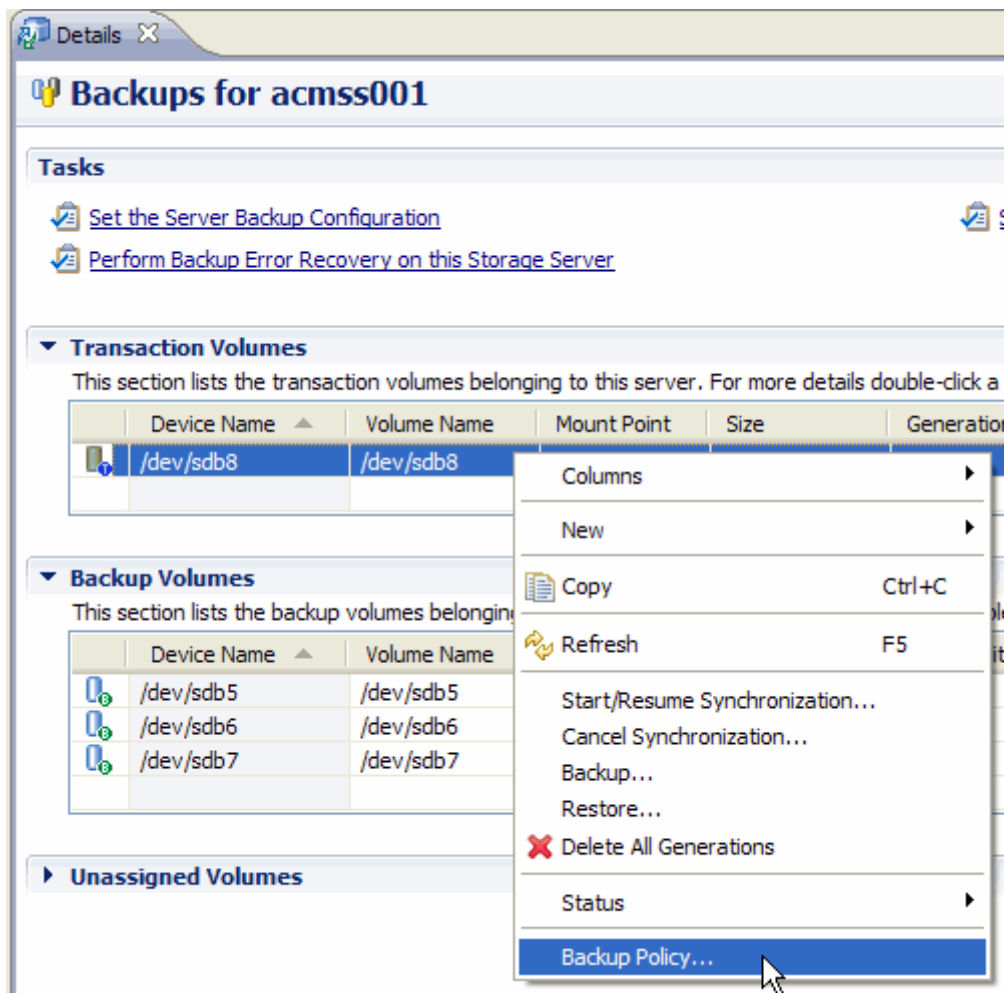 Details
Backups for acmss001
Tasks
Set the Server Backup Configuration
Perform Backup Error Recovery on this Storage Server
Transaction Volumes
This section lists the transaction volumes belonging to this server. For more details double-click a
Device Name Volume Name Mount Point Size Generation
/dev/sdb8 /dev/sdb8
Columns
New
Copy Ctrl+C
Refresh F5
Start/Resume Synchronization...
Cancel Synchronization...
Backup...
Restore...
Delete All Generations
Status
Backup Policy...
Backup Volumes
This section lists the backup volumes belonging
Device Name Volume Name
/dev/sdb5 /dev/sdb5
/dev/sdb6 /dev/sdb6
/dev/sdb7 /dev/sdb7
Unassigned Volumes